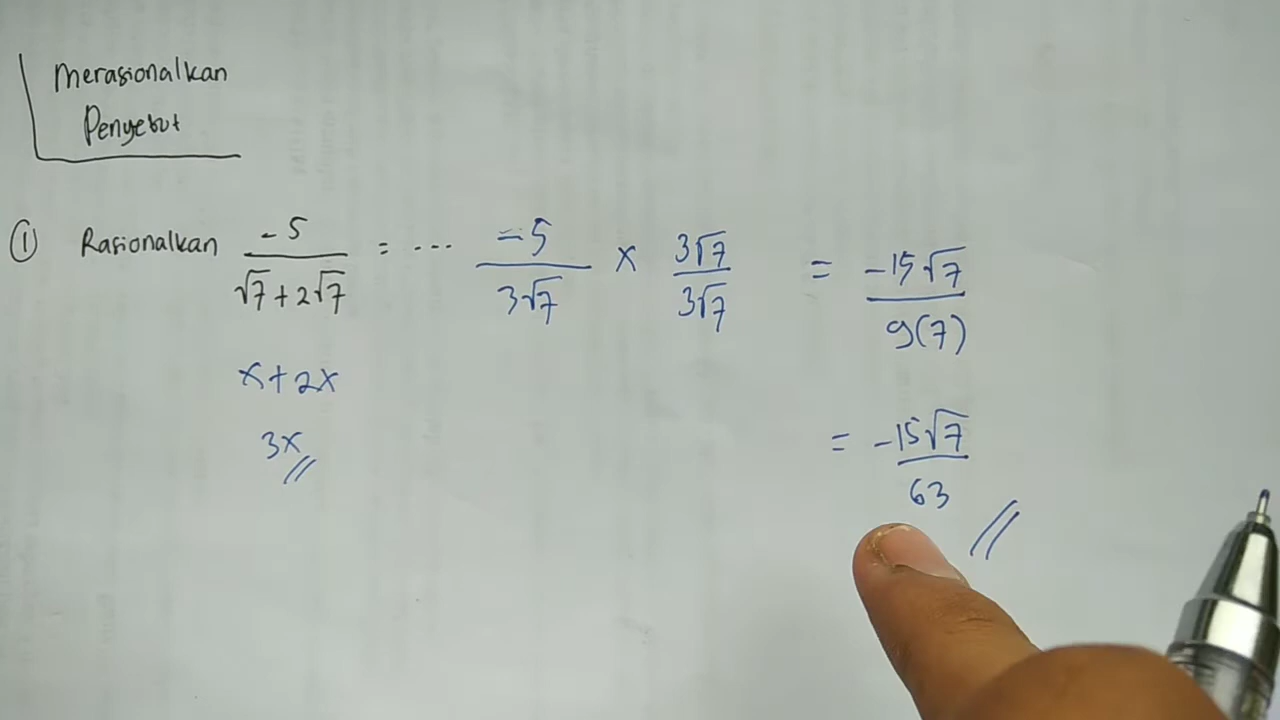 Merasionalkan
Penyebut
① Rasionalkan -5/(√7+2√7) = ... -5/(3√7) × 3√7/3√7 = -15√7/9(7)
x+2x
3x //
= -15√7/63 //